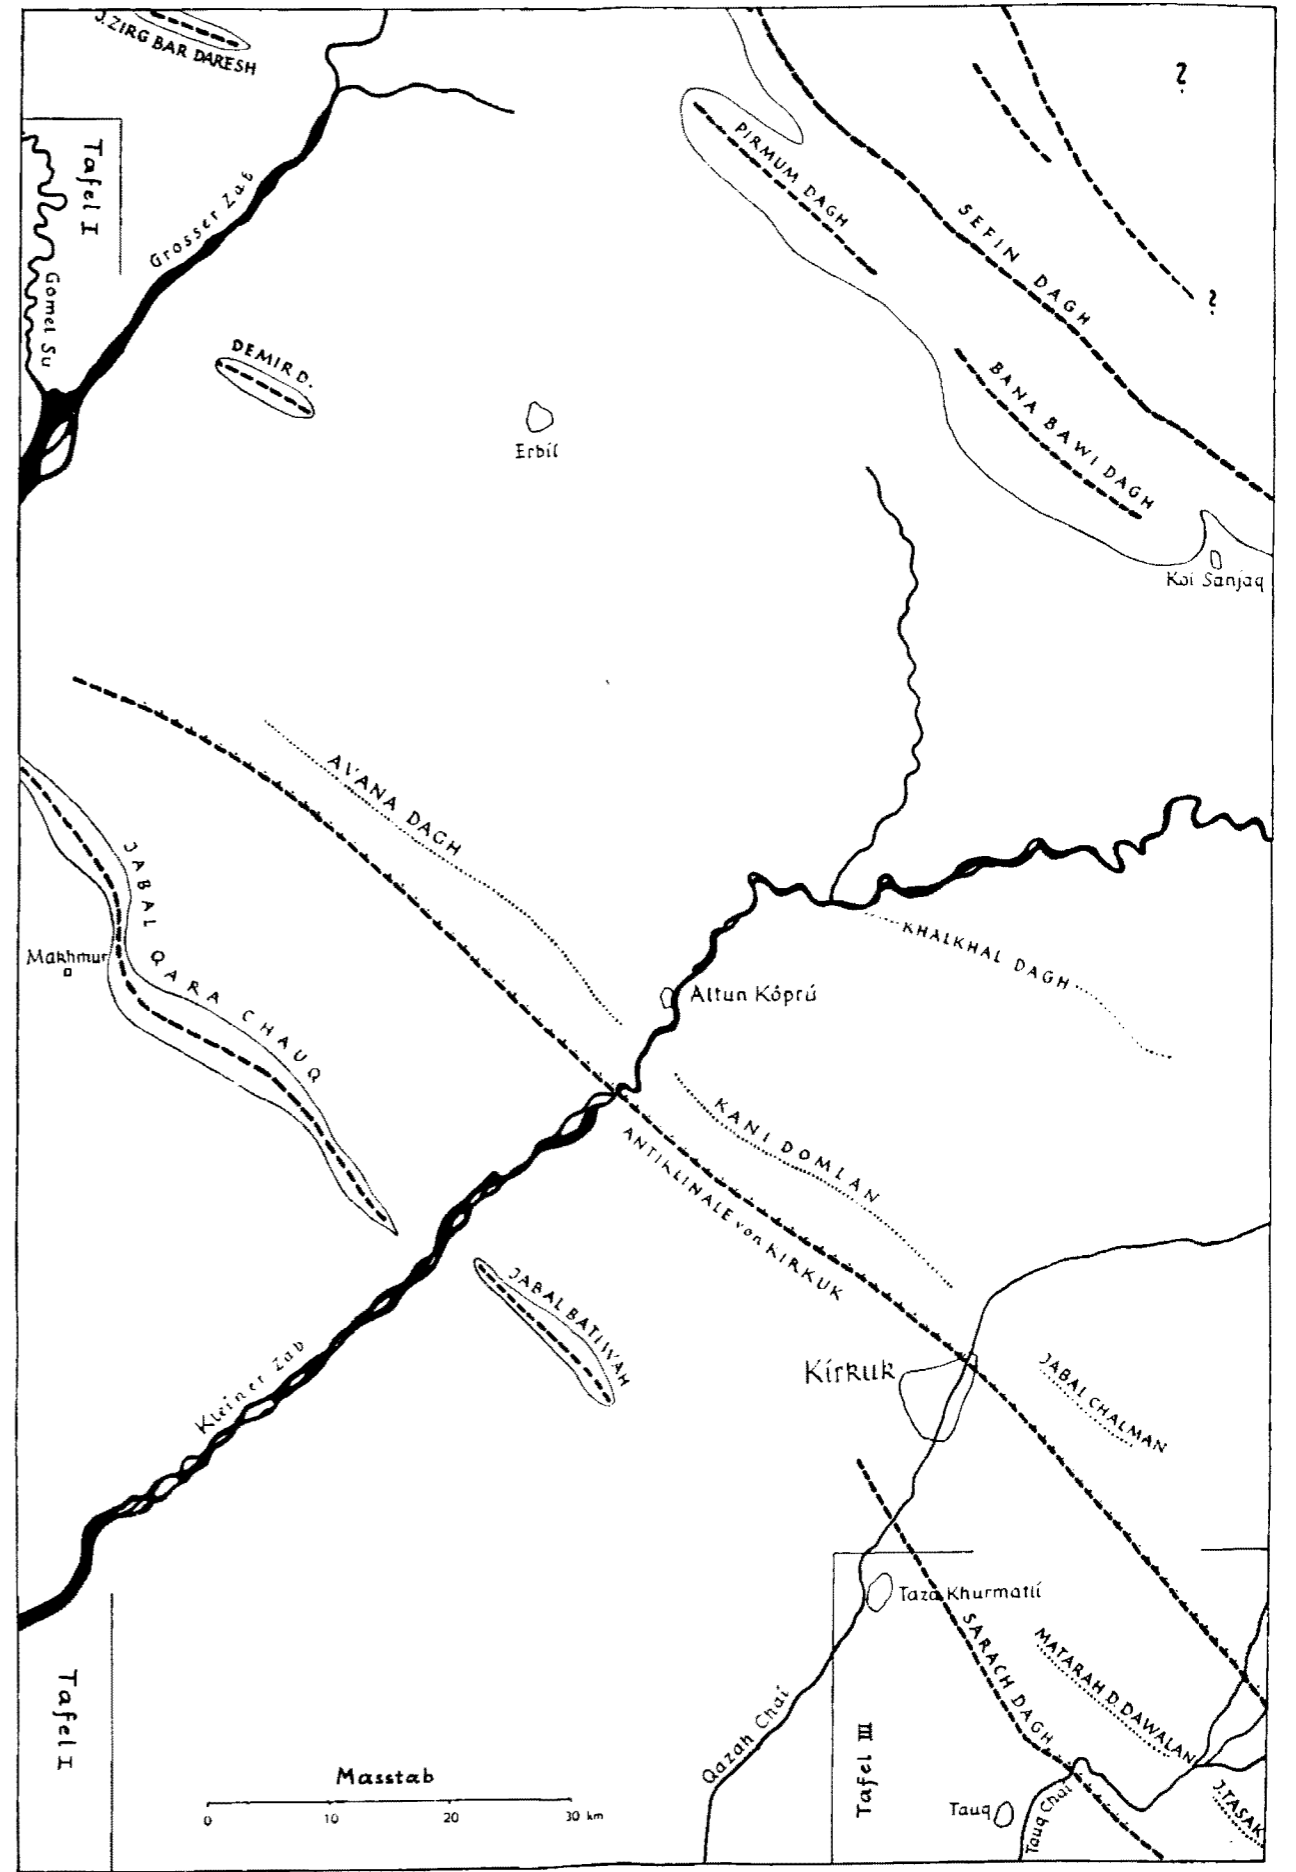 J. ZIRG BAR DARESH
?
Tafel I
PIRMUM DAGH
Grosser Zab
SEFIN DAGH
Gomel Su
?
DEMIR D.
BANA BAWI DAGH
Erbil
Koi Sanjaq
AVANA DAGH
JABAL QARA CHAUQ
KHALKHAL DAGH
Makhmur
Altun Köprü
KANI DOMLAN
ANTIKLINALE von KIRKUK
JABAL BATIWAH
Kleiner Zab
Kirkuk
JABAL CHALMAN
Taza Khurmatli
SARACH DAGH
MATARAH D. DAWALAN
Tafel I
Qazah Chai
Tafel III
Masstab
0 10 20 30 km
Tauq
Tauq Chai
J. TASAK